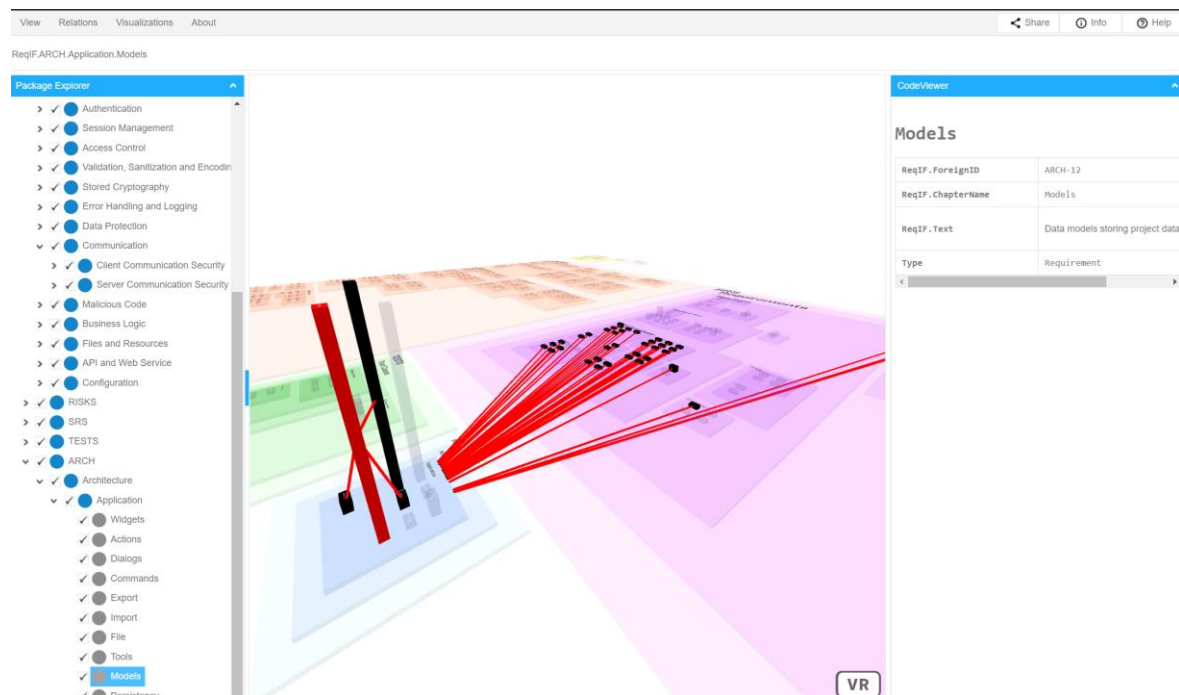 View Relations Visualizations About Share Info Help
ReqIF.ARCH.Application.Models
Package Explorer
Authentication
Session Management
Access Control
Validation, Sanitization and Encodin
Stored Cryptography
Error Handling and Logging
Data Protection
Communication
Client Communication Security
Server Communication Security
Malicious Code
Business Logic
Files and Resources
API and Web Service
Configuration
RISKS
SRS
TESTS
ARCH
Architecture
Application
Widgets
Actions
Dialogs
Commands
Export
Import
File
Tools
Models
VR
CodeViewer
Models
ReqIF.ForeignID ARCH-12
ReqIF.ChapterName Models
ReqIF.Text Data models storing project data
Type Requirement